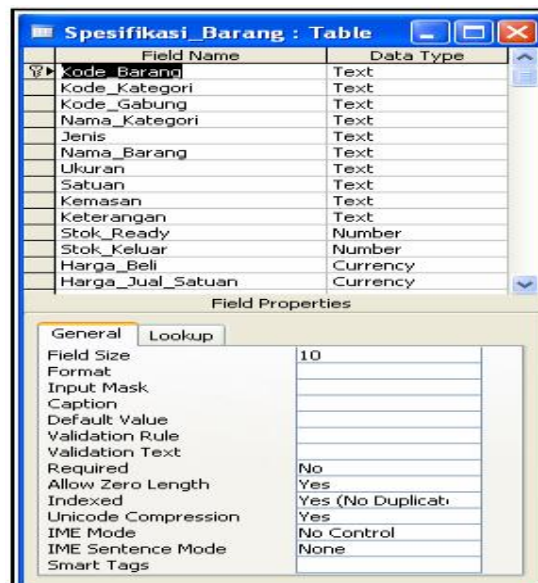 Spesifikasi_Barang : Table
Field Name Data Type
Kode_Barang Text
Kode_Kategori Text
Kode_Gabung Text
Nama_Kategori Text
Jenis Text
Nama_Barang Text
Ukuran Text
Satuan Text
Kemasan Text
Keterangan Text
Stok_Ready Number
Stok_Keluar Number
Harga_Beli Currency
Harga_Jual_Satuan Currency
Field Properties
General Lookup
Field Size 10
Format
Input Mask
Caption
Default Value
Validation Rule
Validation Text
Required No
Allow Zero Length Yes
Indexed Yes (No Duplicati
Unicode Compression Yes
IME Mode No Control
IME Sentence Mode None
Smart Tags